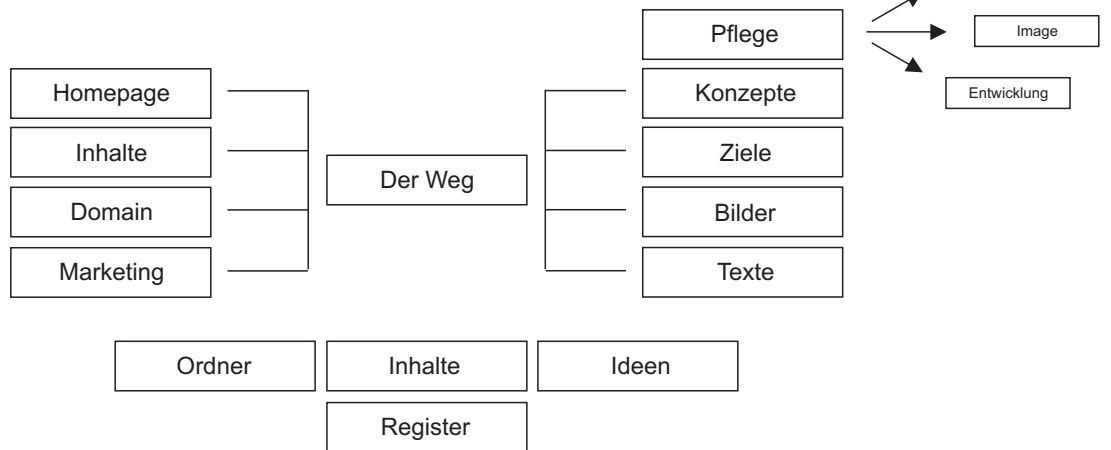 Pflege
Image
Homepage
Konzepte
Entwicklung
Inhalte
Ziele
Der Weg
Domain
Bilder
Marketing
Texte
Ordner
Inhalte
Ideen
Register